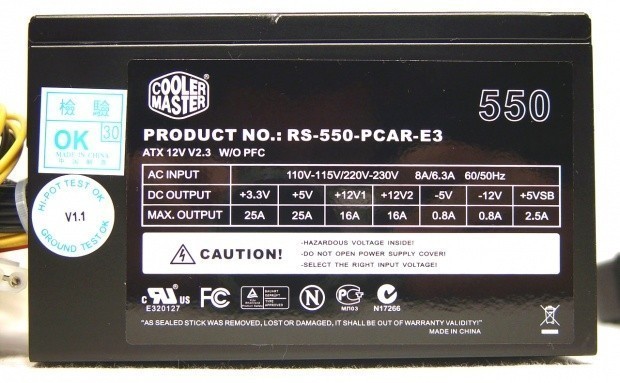 COOLER
MASTER
550
PRODUCT NO.: RS-550-PCAR-E3
ATX 12V V2.3 W/O PFC
AC INPUT 110V-115V/220V-230V 8A/6.3A 60/50Hz
DC OUTPUT +3.3V +5V +12V1 +12V2 -5V -12V +5VSB
MAX. OUTPUT 25A 25A 16A 16A 0.8A 0.8A 2.5A
CAUTION!
-HAZARDOUS VOLTAGE INSIDE!
-DO NOT OPEN POWER SUPPLY COVER!
-SELECT THE RIGHT INPUT VOLTAGE!
c US
E320127
FC
N
PG
МЛ03
N17266
"AS SEALED STICK WAS REMOVED, LOST OR DAMAGED, IT SHALL BE OUT OF WARRANTY VALIDITY!"
MADE IN CHINA
檢驗
OK 30
MADE IN CHINA
HI-POT TEST OK
V1.1
GROUND TEST OK